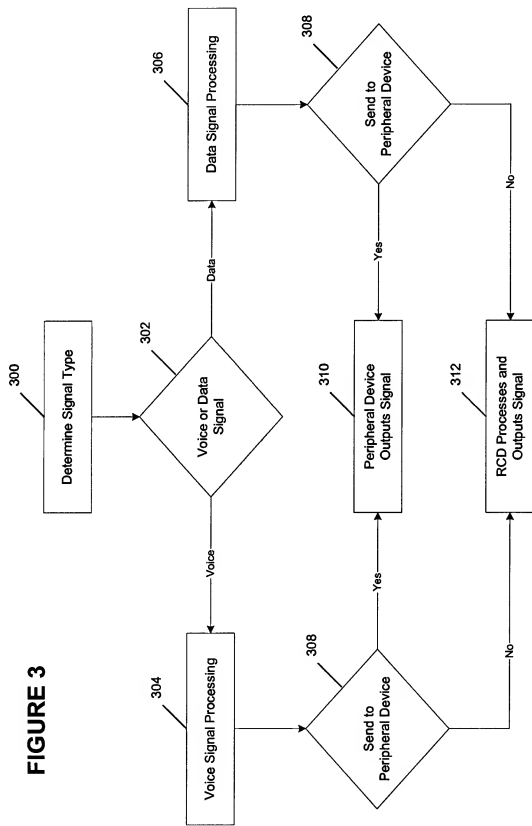 FIGURE 3
300
Determine Signal Type
302
Voice or Data
Signal
Voice
Data
304
Voice Signal Processing
306
Data Signal Processing
308
Send to
Peripheral Device
308
Send to
Peripheral Device
Yes
Yes
310
Peripheral Device
Outputs Signal
No
No
312
RCD Processes and
Outputs Signal